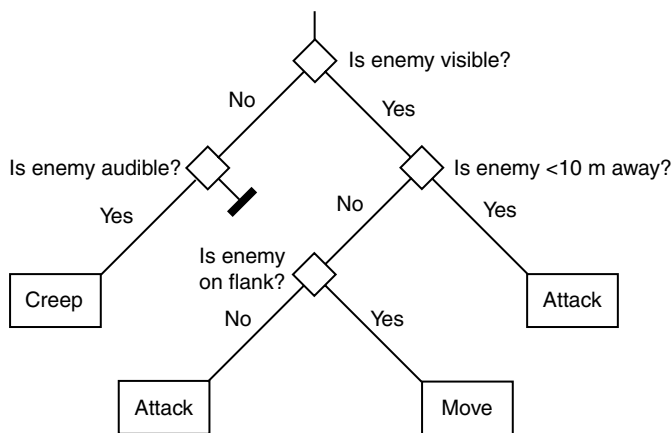 Is enemy visible?
No
Yes
Is enemy audible?
Is enemy <10 m away?
Yes
No
Yes
Is enemy
on flank?
Creep
Attack
No
Yes
Attack
Move